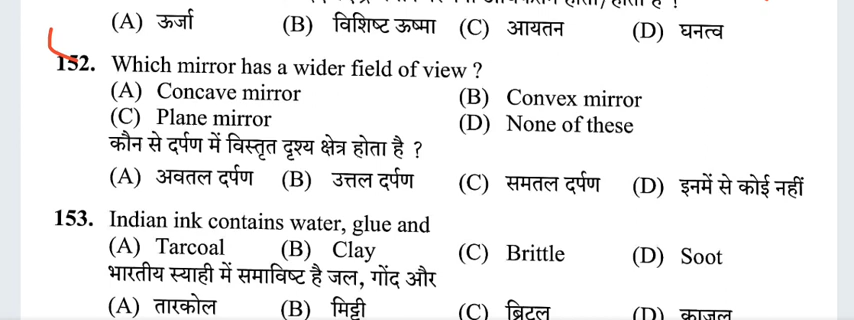 (A) ऊर्जा (B) विशिष्ट ऊष्मा (C) आयतन (D) घनत्व
152. Which mirror has a wider field of view ?
(A) Concave mirror (B) Convex mirror
(C) Plane mirror (D) None of these
कौन से दर्पण में विस्तृत दृश्य क्षेत्र होता है ?
(A) अवतल दर्पण (B) उत्तल दर्पण (C) समतल दर्पण (D) इनमें से कोई नहीं
153. Indian ink contains water, glue and
(A) Tarcoal (B) Clay (C) Brittle (D) Soot
भारतीय स्याही में समाविष्ट है जल, गोंद और
(A) तारकोल (B) मिट्टी (C) ब्रिटल (D) काजल